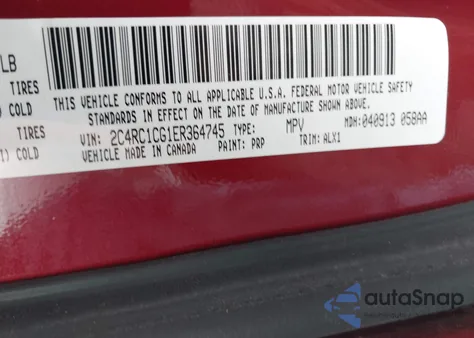 LB
TIRES
COLD
TIRES
COLD
THIS VEHICLE CONFORMS TO ALL APPLICABLE U.S.A. FEDERAL MOTOR VEHICLE SAFETY
STANDARDS IN EFFECT ON THE DATE OF MANUFACTURE SHOWN ABOVE.
VIN: 2C4RC1CG1ER364745 TYPE: MPV MDH: 040913 058AA
VEHICLE MADE IN CANADA PAINT: PRP TRIM: ALX1
autoSnap